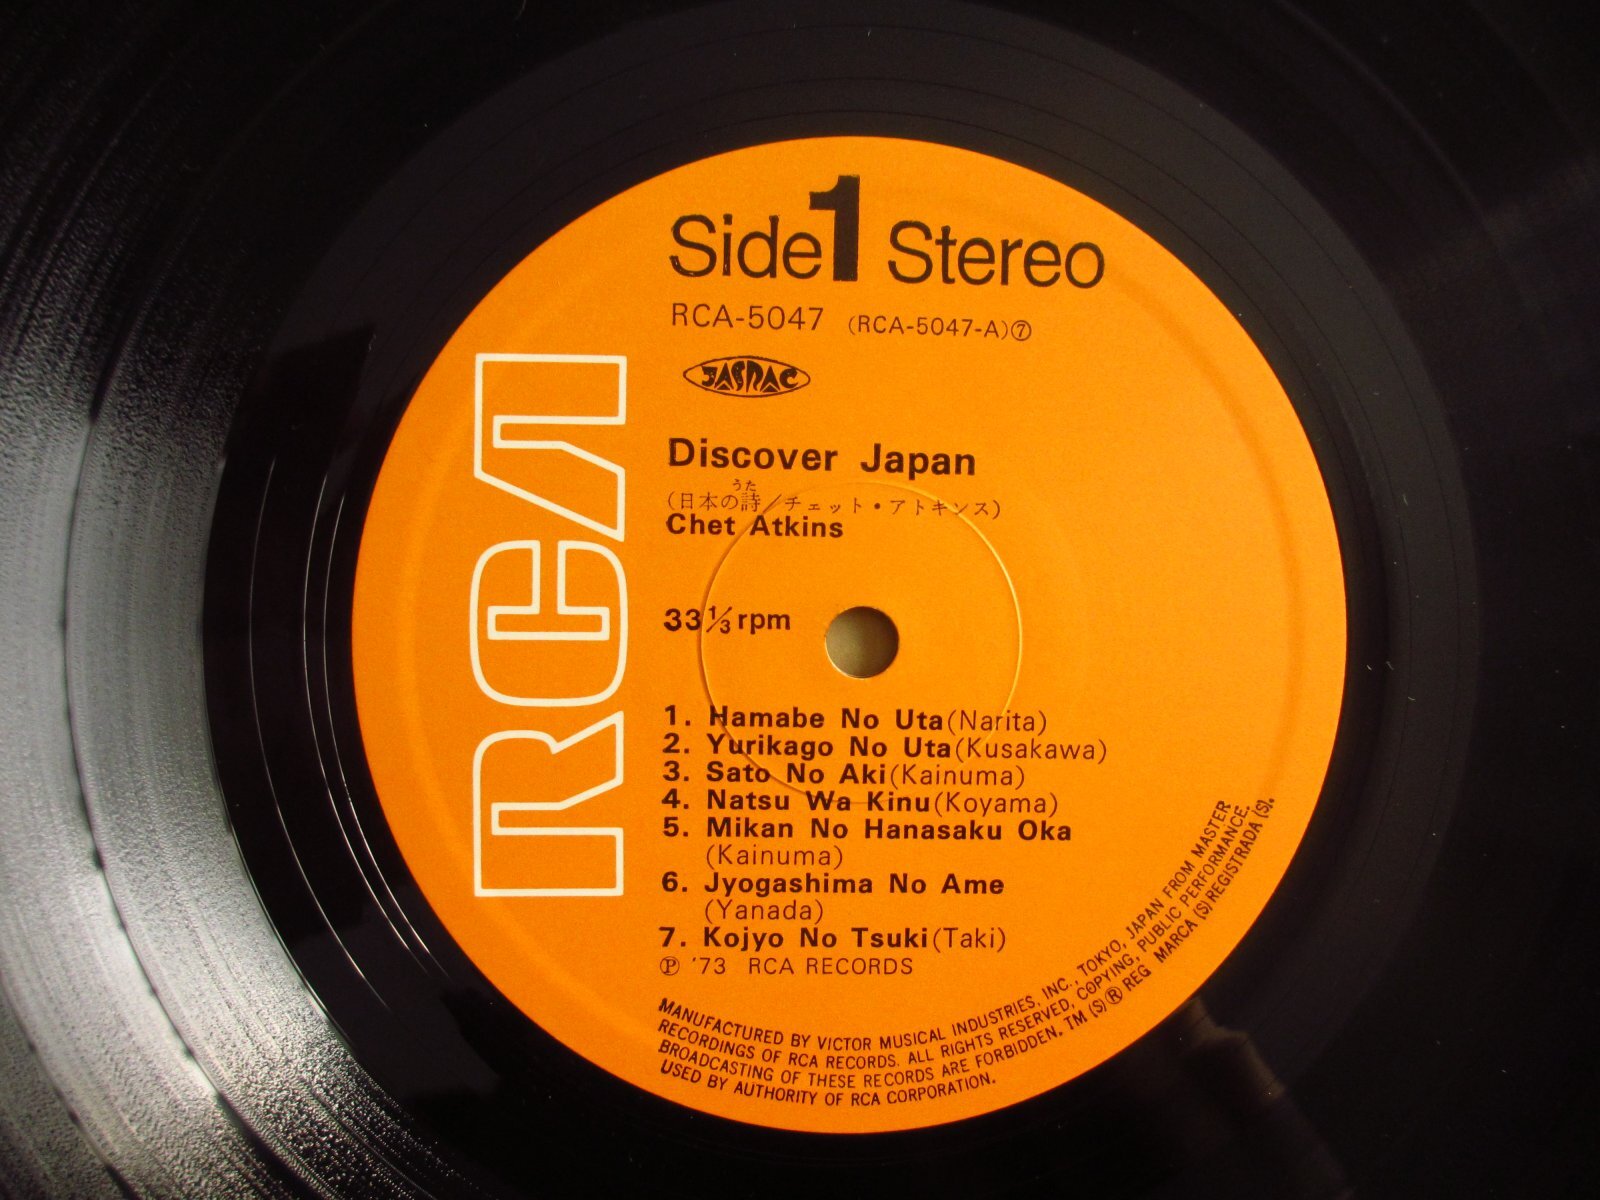 Side 1 Stereo
RCA-5047 (RCA-5047-A)⑦
JASRAC
RCA
Discover Japan
うた
(日本の詩/チェット・アトキンス)
Chet Atkins
33⅓ rpm
1. Hamabe No Uta (Narita)
2. Yurikago No Uta (Kusakawa)
3. Sato No Aki (Kainuma)
4. Natsu Wa Kinu (Koyama)
5. Mikan No Hanasaku Oka
(Kainuma)
6. Jyogashima No Ame
(Yanada)
7. Kojyo No Tsuki (Taki)
℗ '73 RCA RECORDS
MANUFACTURED BY VICTOR MUSICAL INDUSTRIES, INC., TOKYO, JAPAN FROM MASTER
RECORDINGS OF RCA RECORDS. ALL RIGHTS RESERVED, COPYING, PUBLIC PERFORMANCE.
BROADCASTING OF THESE RECORDS ARE FORBIDDEN. TM (S) ® REG MARCA (S) REGISTRADA (S).
USED BY AUTHORITY OF RCA CORPORATION.